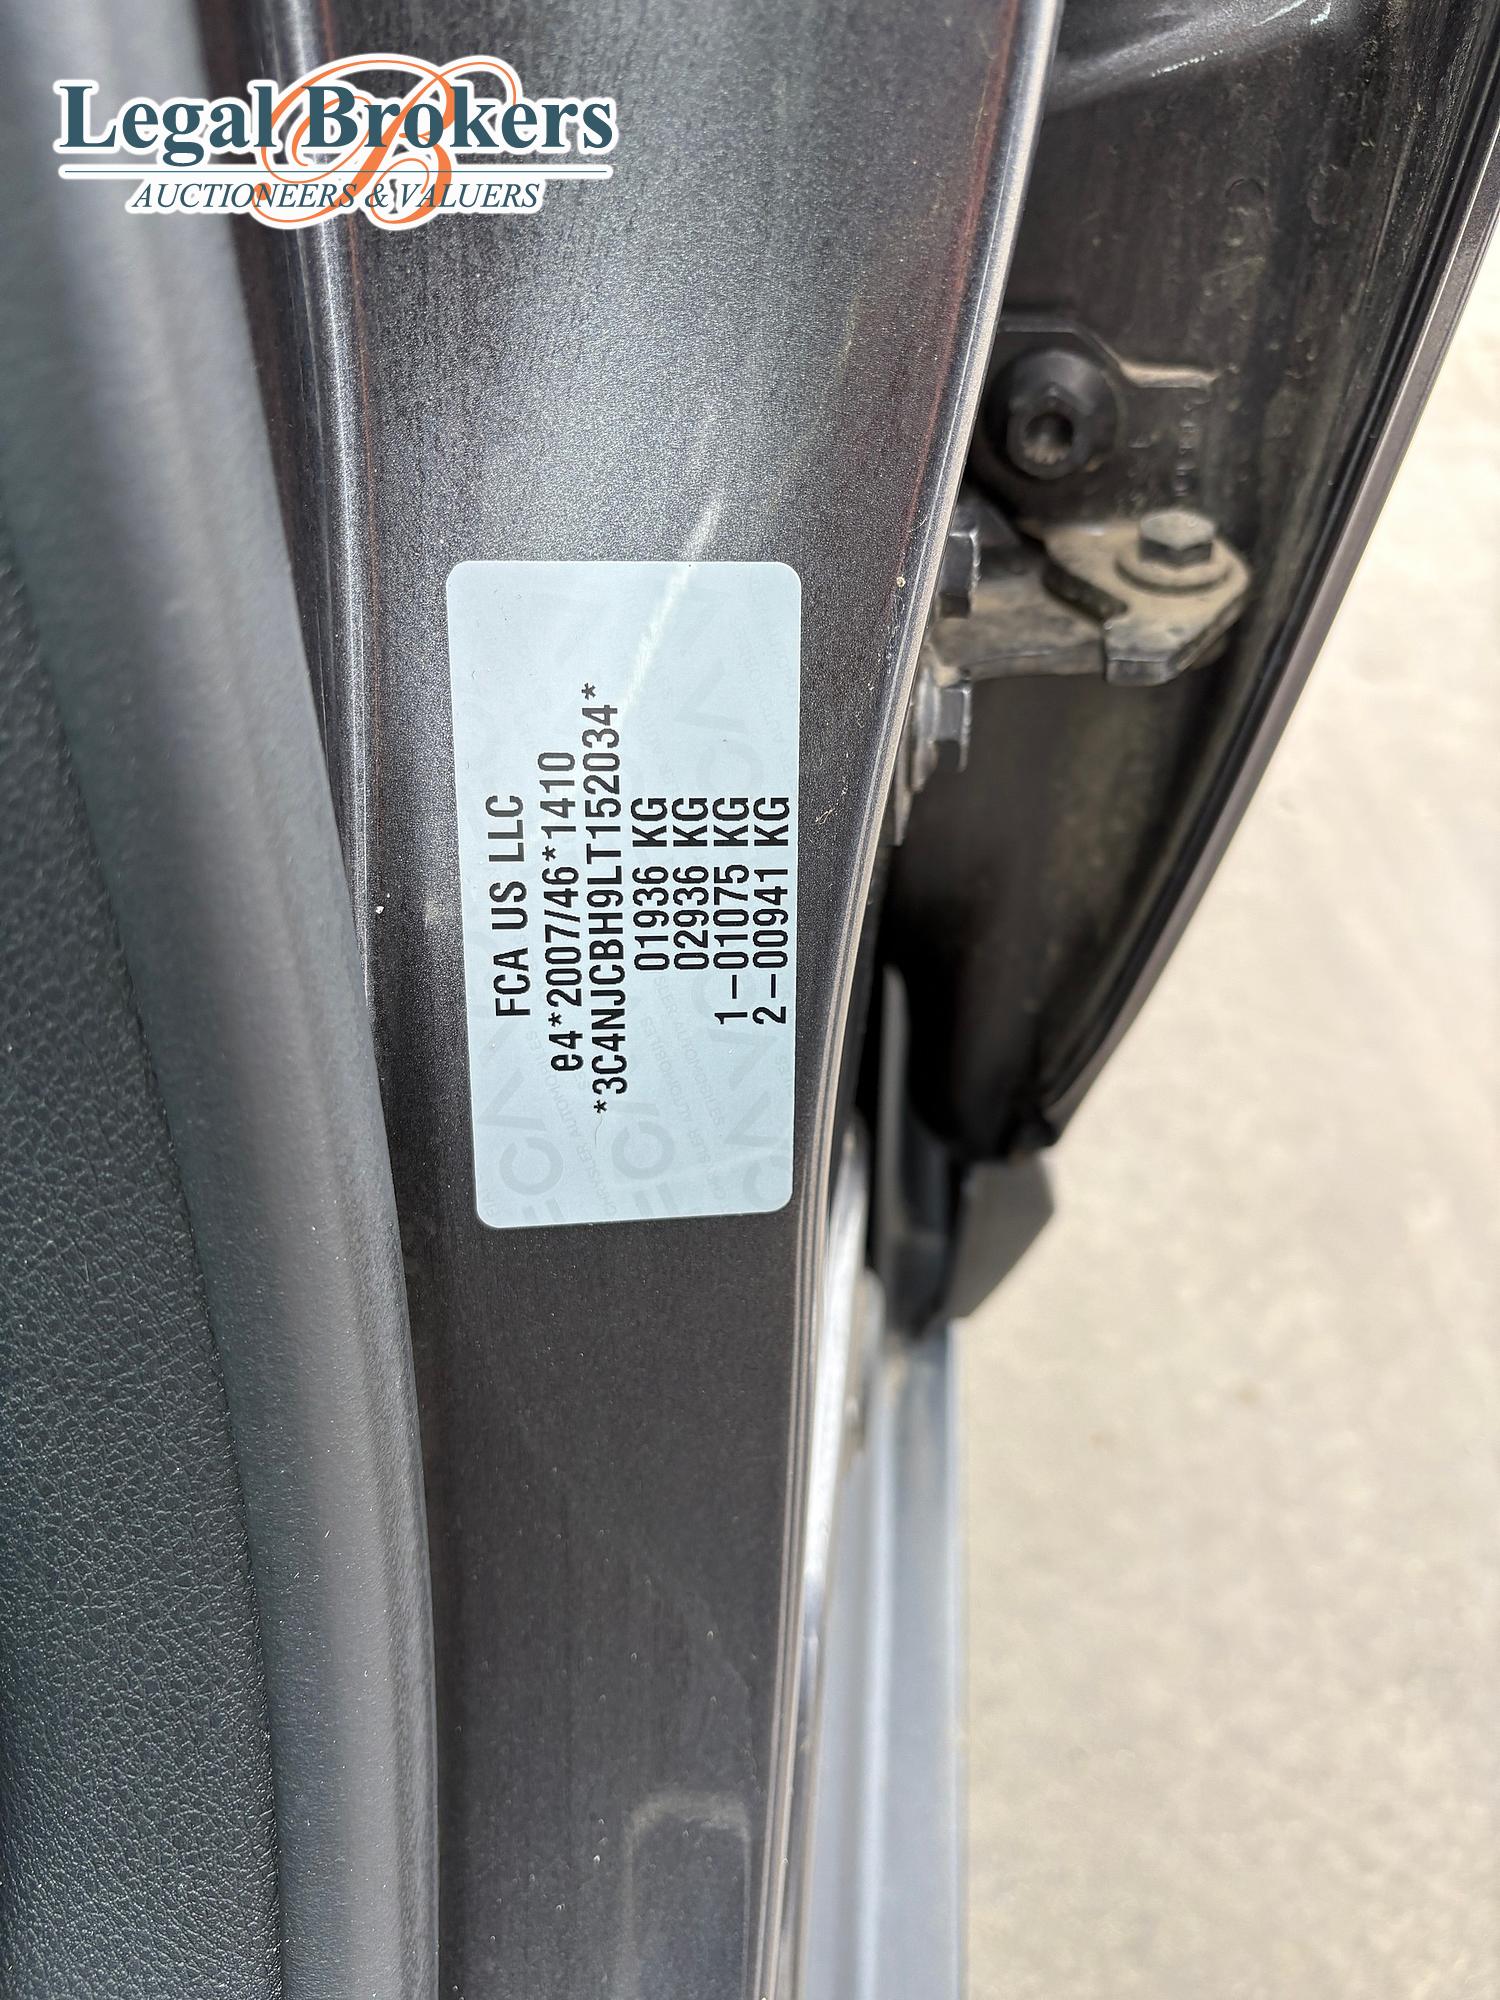 Legal Brokers
AUCTIONEERS & VALUERS
FCA US LLC
e4*2007/46*1410
*3C4NJCBH9LT152034*
01936 KG
02936 KG
1-01075 KG
2-00941 KG